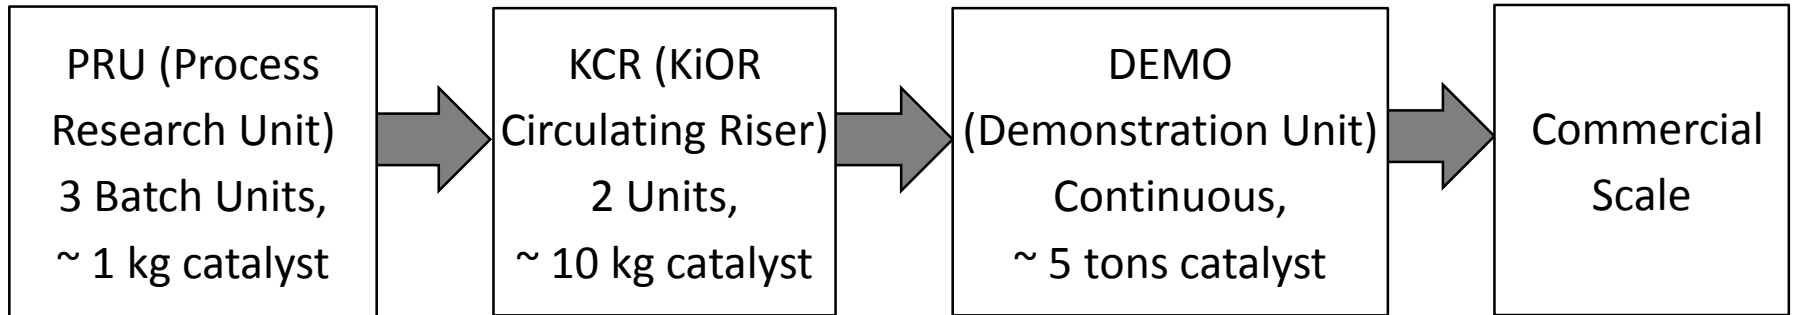 PRU (Process
Research Unit)
3 Batch Units,
~ 1 kg catalyst
KCR (KiOR
Circulating Riser)
2 Units,
~ 10 kg catalyst
DEMO
(Demonstration Unit)
Continuous,
~ 5 tons catalyst
Commercial
Scale